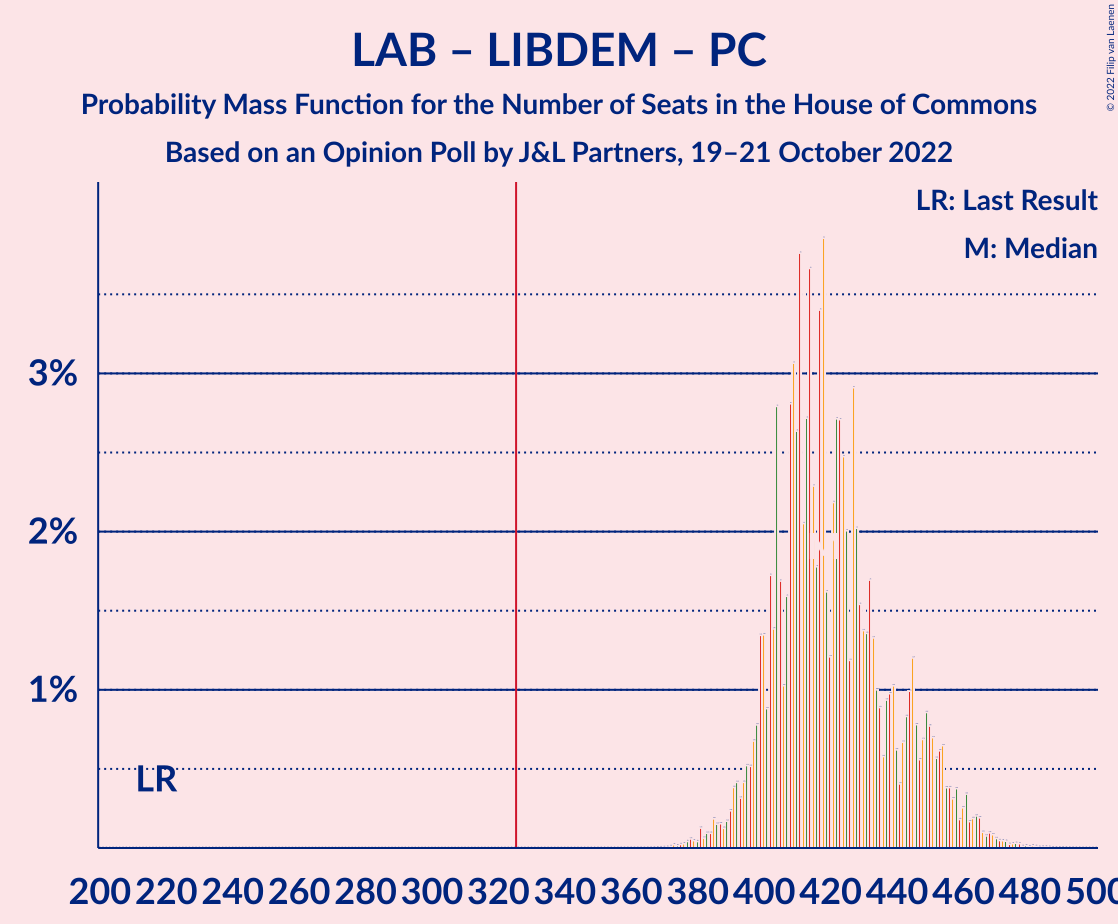 LAB – LIBDEM – PC
Probability Mass Function for the Number of Seats in the House of Commons
Based on an Opinion Poll by J&L Partners, 19–21 October 2022
© 2022 Filip van Laenen
LR: Last Result
M: Median
3%
2%
1%
LR
200 220 240 260 280 300 320 340 360 380 400 420 440 460 480 500